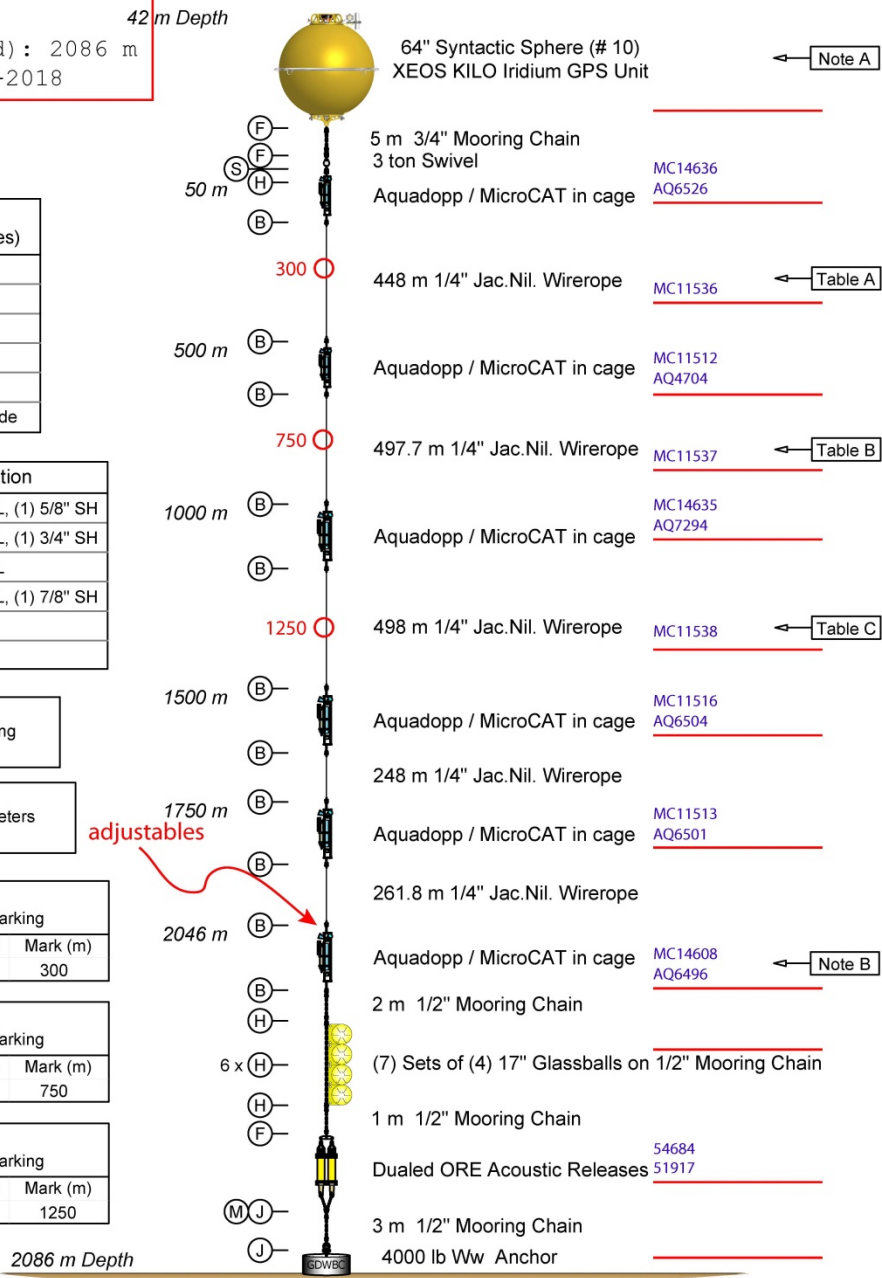 42 m Depth
d): 2086 m
-2018
64" Syntactic Sphere (# 10)
XEOS KILO Iridium GPS Unit
Note A
F
5 m 3/4" Mooring Chain
F
3 ton Swivel
S
50 m
H
Aquadopp / MicroCAT in cage
MC14636
AQ6526
B
es)
300
448 m 1/4" Jac.Nil. Wirerope
MC11536
Table A
500 m
B
Aquadopp / MicroCAT in cage
MC11512
AQ4704
B
de
750
497.7 m 1/4" Jac.Nil. Wirerope
MC11537
Table B
tion
L, (1) 5/8" SH
L, (1) 3/4" SH
L
L, (1) 7/8" SH
1000 m
B
Aquadopp / MicroCAT in cage
MC14635
AQ7294
B
1250
498 m 1/4" Jac.Nil. Wirerope
MC11538
Table C
1500 m
B
Aquadopp / MicroCAT in cage
MC11516
AQ6504
B
ng
248 m 1/4" Jac.Nil. Wirerope
1750 m
B
Aquadopp / MicroCAT in cage
MC11513
AQ6501
eters
adjustables
B
261.8 m 1/4" Jac.Nil. Wirerope
2046 m
B
Aquadopp / MicroCAT in cage
MC14608
AQ6496
Note B
arking
Mark (m)
300
B
2 m 1/2" Mooring Chain
H
6 x H
(7) Sets of (4) 17" Glassballs on 1/2" Mooring Chain
arking
Mark (m)
750
H
1 m 1/2" Mooring Chain
F
Dualed ORE Acoustic Releases
54684
51917
arking
Mark (m)
1250
M J
3 m 1/2" Mooring Chain
J
4000 lb Ww Anchor
GDWBC
2086 m Depth